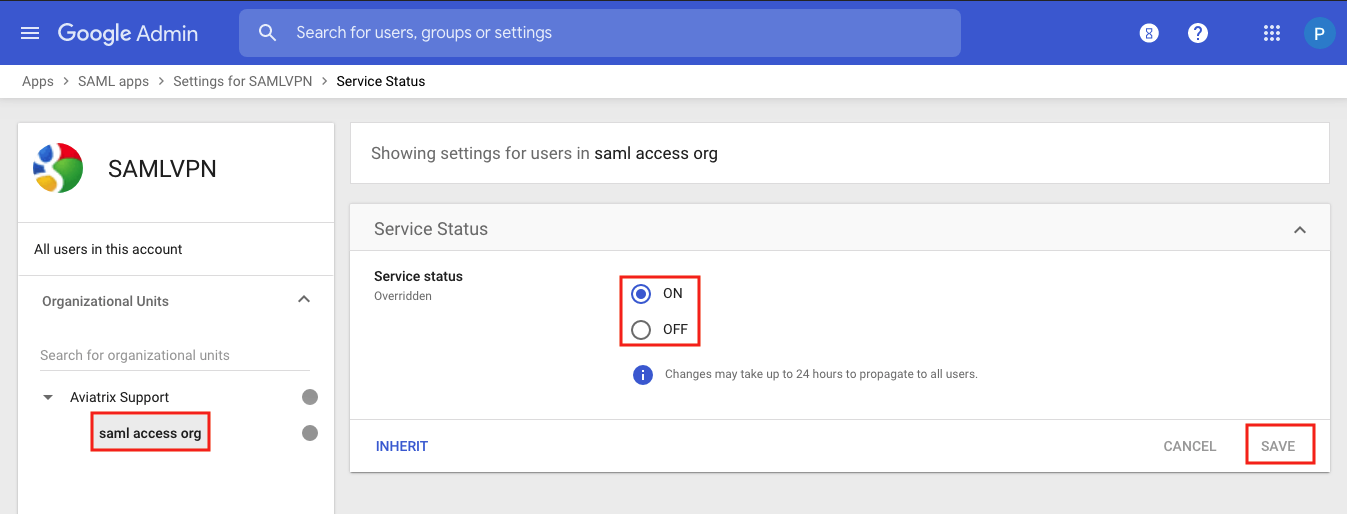 Google Admin
Search for users, groups or settings
P
Apps > SAML apps > Settings for SAMLVPN > Service Status
SAMLVPN
All users in this account
Organizational Units
Search for organizational units
Aviatrix Support
saml access org
Showing settings for users in saml access org
Service Status
Service status
Overridden
ON
OFF
Changes may take up to 24 hours to propagate to all users.
INHERIT
CANCEL
SAVE